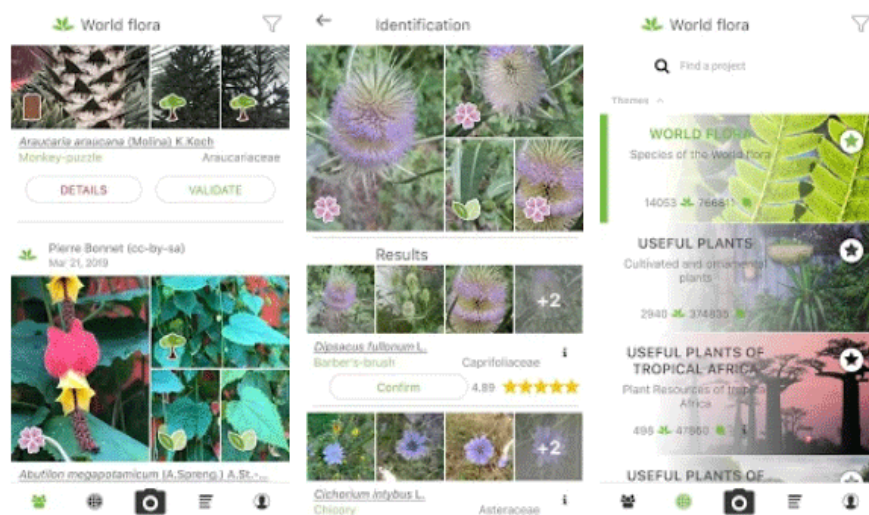 World flora
Araucaria araucana (Molina) K.Koch
Monkey-puzzle Araucariaceae
DETAILS VALIDATE
Pierre Bonnet (cc-by-sa)
Mar 21, 2019
Abutilon megapotamicum (A.Spreng.) A.St.-...
Identification
Results
+2
Dipsacus fullonum L.
Barber's-brush Caprifoliaceae
Confirm 4.89
+2
Cichorium intybus L.
Chicory Asteraceae
World flora
Find a project
Themes
WORLD FLORA
Species of the World flora
14053
USEFUL PLANTS
Cultivated and ornamental
plants
2940 374835
USEFUL PLANTS OF
TROPICAL AFRICA
Plant Resources of tropical
Africa
498 47860
USEFUL PLANTS OF